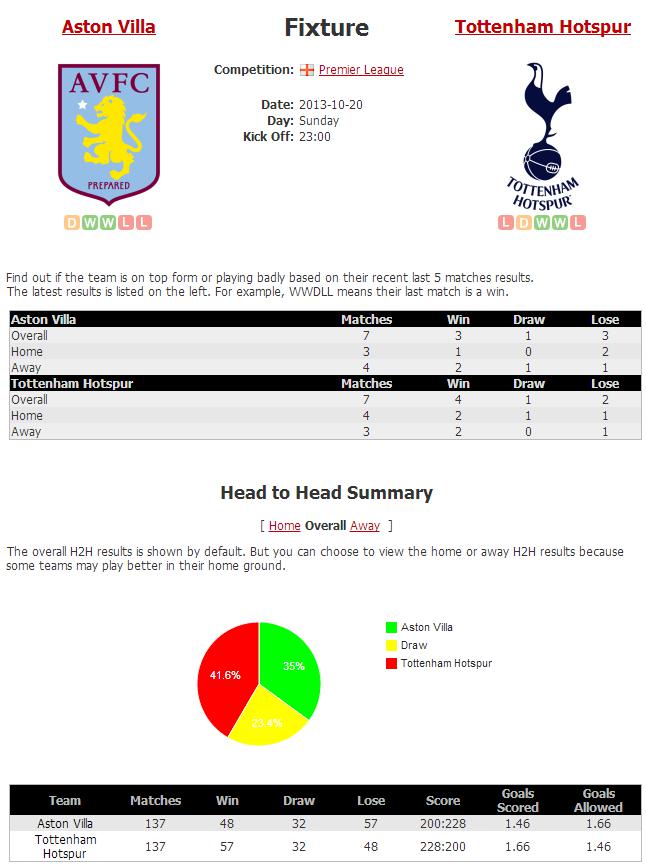 Aston Villa
Fixture
Tottenham Hotspur
Competition: Premier League
AVFC
Date: 2013-10-20
Day: Sunday
Kick Off: 23:00
PREPARED
TOTTENHAM
HOTSPUR
D W W L L
L D W W L
Find out if the team is on top form or playing badly based on their recent last 5 matches results.
The latest results is listed on the left. For example, WWDLL means their last match is a win.
Aston Villa Matches Win Draw Lose
Overall 7 3 1 3
Home 3 1 0 2
Away 4 2 1 1
Tottenham Hotspur Matches Win Draw Lose
Overall 7 4 1 2
Home 4 2 1 1
Away 3 2 0 1
Head to Head Summary
[ Home Overall Away ]
The overall H2H results is shown by default. But you can choose to view the home or away H2H results because
some teams may play better in their home ground.
Aston Villa
Draw
Tottenham Hotspur
41.6%
35%
23.4%
Team Matches Win Draw Lose Score Goals Scored Goals Allowed
Aston Villa 137 48 32 57 200:228 1.46 1.66
Tottenham Hotspur 137 57 32 48 228:200 1.66 1.46